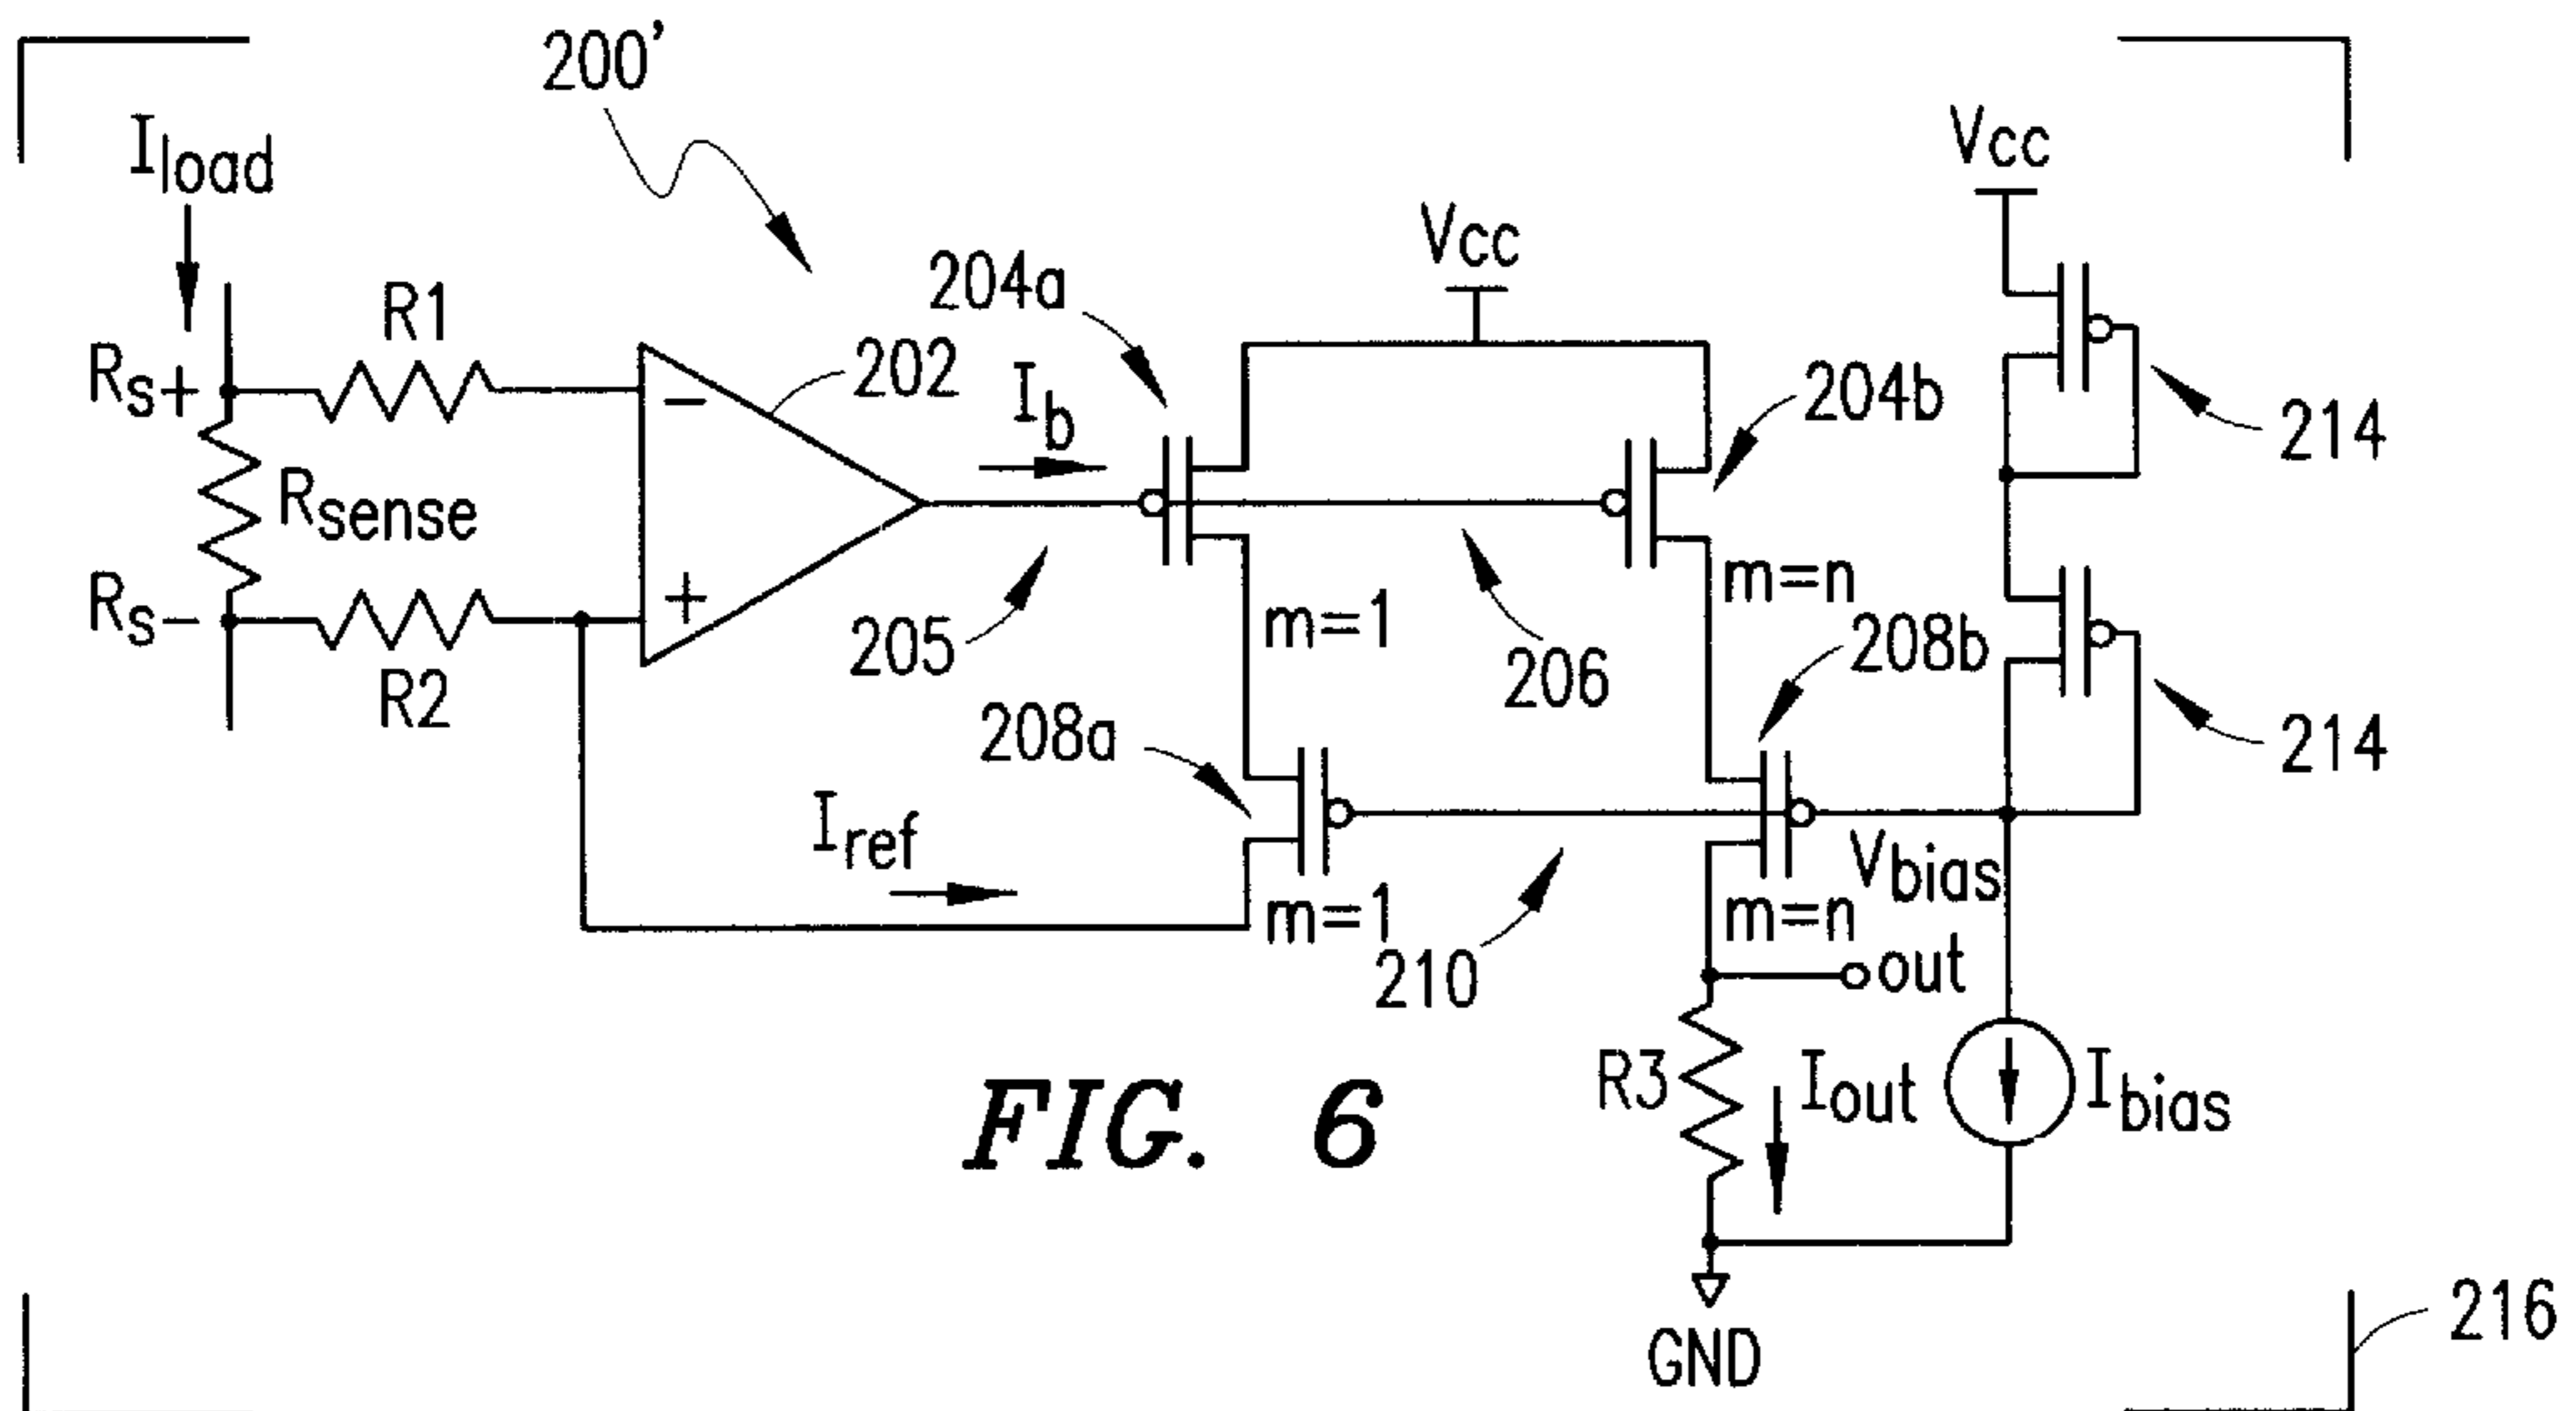 200'
Iload
Vcc
Vcc
204a
R1
202
Rs+
Ib
204b
214
Rsense
−
+
m=n
Rs−
205
m=1
208b
206
R2
208a
214
Iref
Vbias
m=1
m=n
210
out
R3
Iout
Ibias
FIG. 6
216
GND